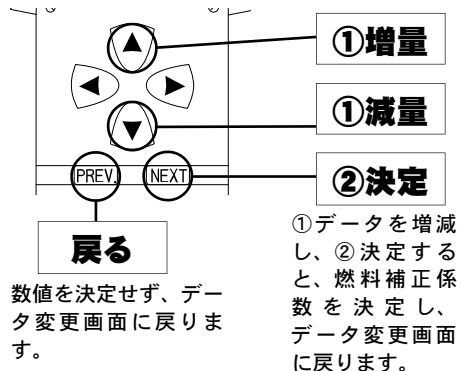 ①増量
①減量
PREV.
NEXT
②決定
戻る
数値を決定せず、デー
タ変更画面に戻りま
す。
①データを増減
し、②決定する
と、燃料補正係
数を決定し、
データ変更画面
に戻ります。